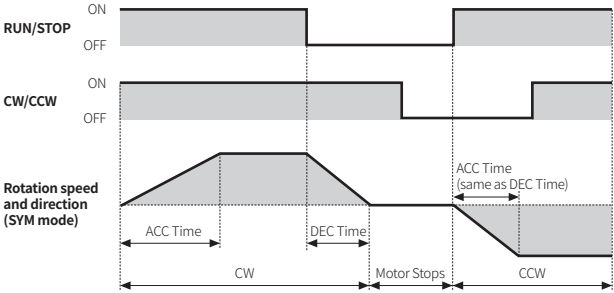 RUN/STOP
ON
OFF
CW/CCW
ON
OFF
Rotation speed
and direction
(SYM mode)
ACC Time
DEC Time
ACC Time
(same as DEC Time)
CW
Motor Stops
CCW